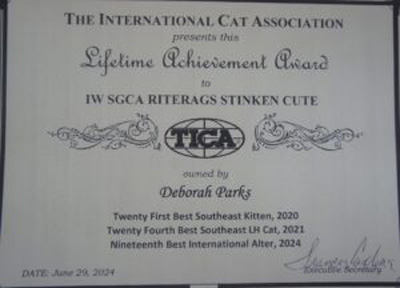 THE INTERNATIONAL CAT ASSOCIATION
presents this
Lifetime Achievement Award
to
IW SGCA RITERAGS STINKEN CUTE
TICA
owned by
Deborah Parks
Twenty First Best Southeast Kitten, 2020
Twenty Fourth Best Southeast LH Cat, 2021
Nineteenth Best International Alter, 2024
DATE: June 29, 2024
Executive Secretary